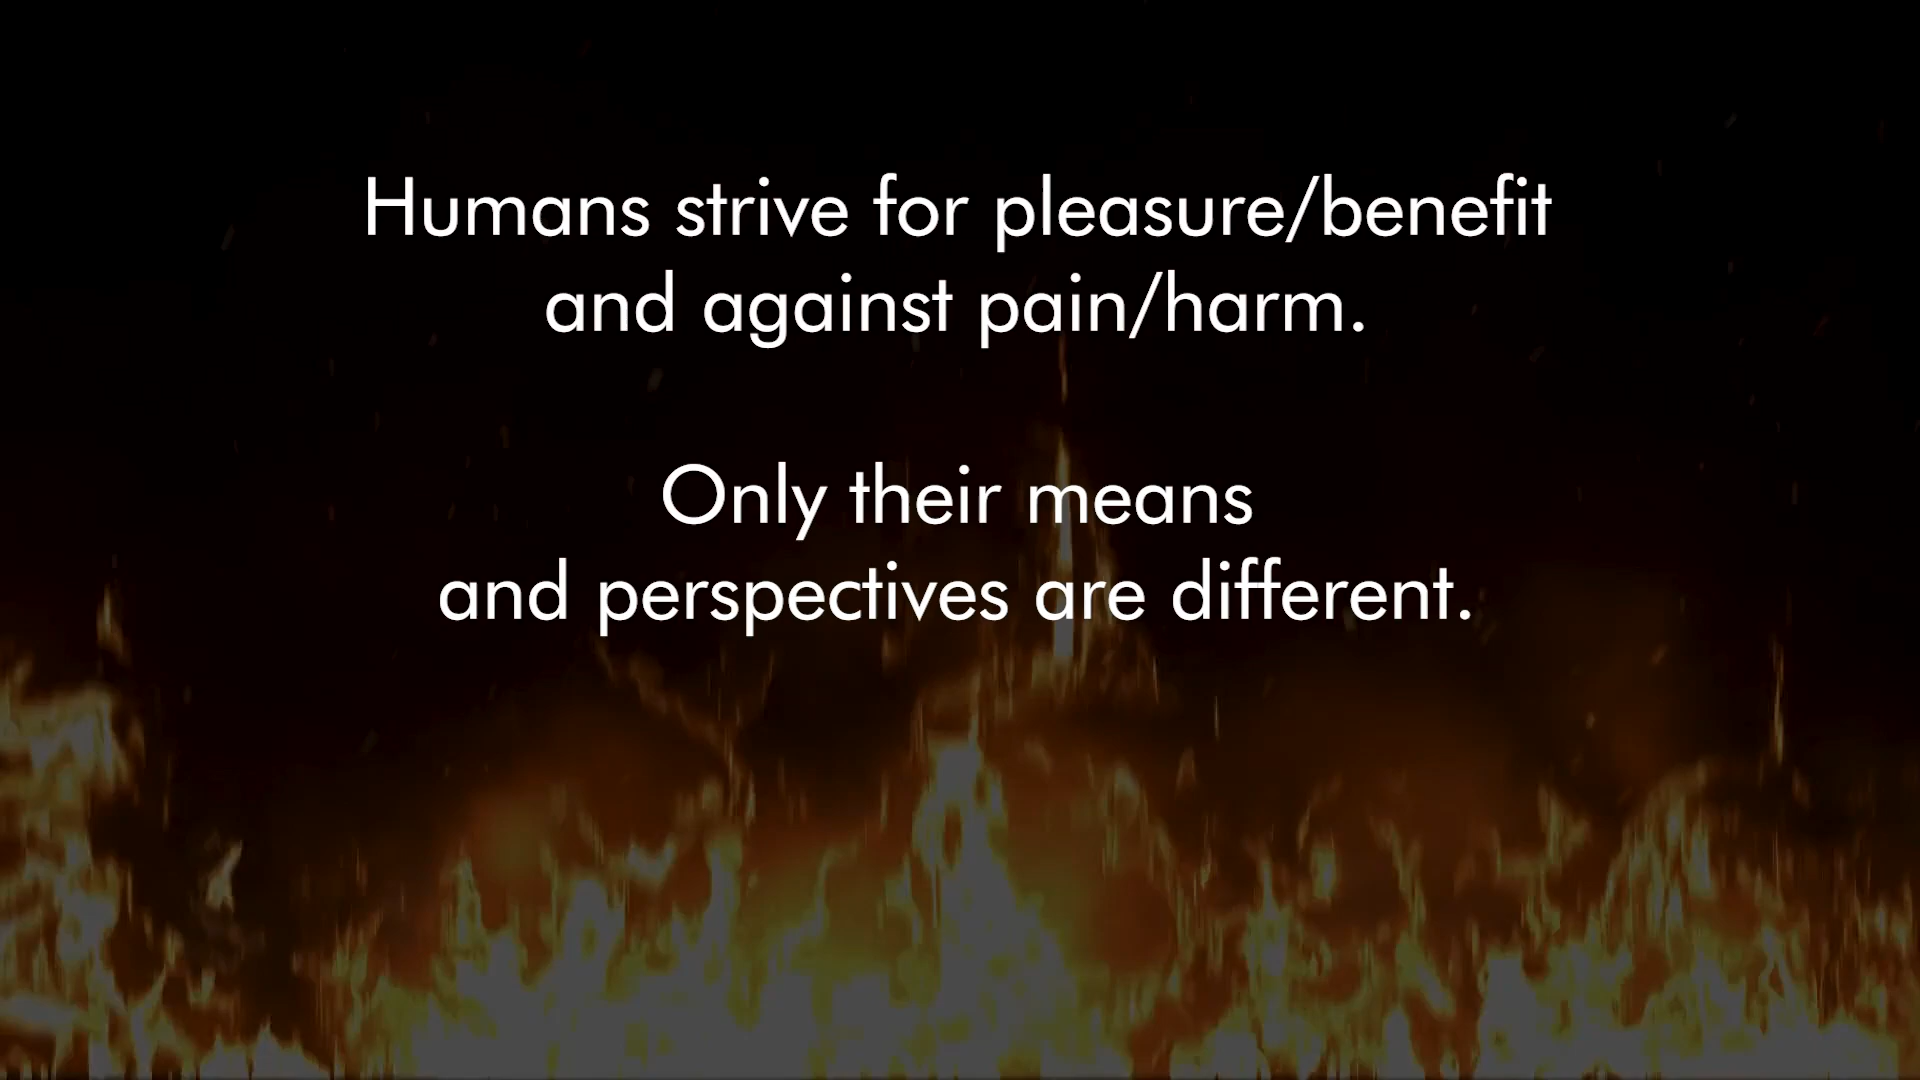 Humans strive for pleasure/benefit
and against pain/harm.
Only their means
and perspectives are different.